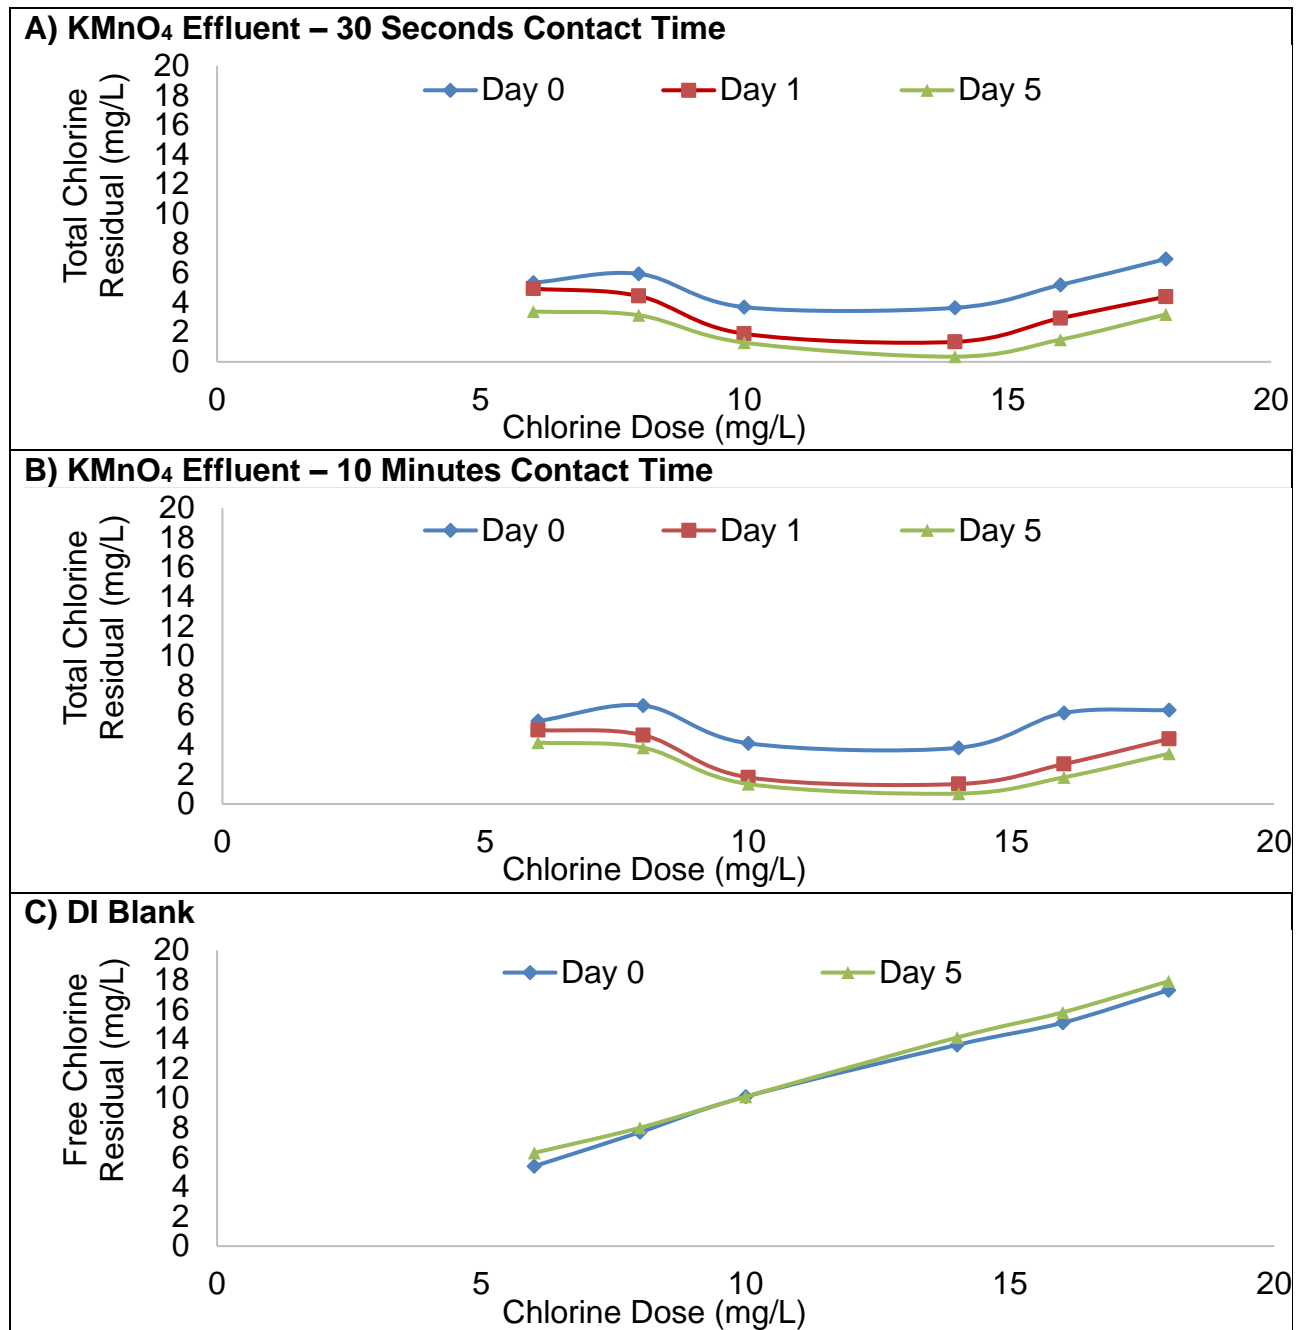 A) KMnO₄ Effluent – 30 Seconds Contact Time
Total Chlorine
Residual (mg/L)
20
18
16
14
12
10
8
6
4
2
0
Day 0 Day 1 Day 5
0 5 10 15 20
Chlorine Dose (mg/L)
B) KMnO₄ Effluent – 10 Minutes Contact Time
Total Chlorine
Residual (mg/L)
20
18
16
14
12
10
8
6
4
2
0
Day 0 Day 1 Day 5
0 5 10 15 20
Chlorine Dose (mg/L)
C) DI Blank
Free Chlorine
Residual (mg/L)
20
18
16
14
12
10
8
6
4
2
0
Day 0 Day 5
0 5 10 15 20
Chlorine Dose (mg/L)